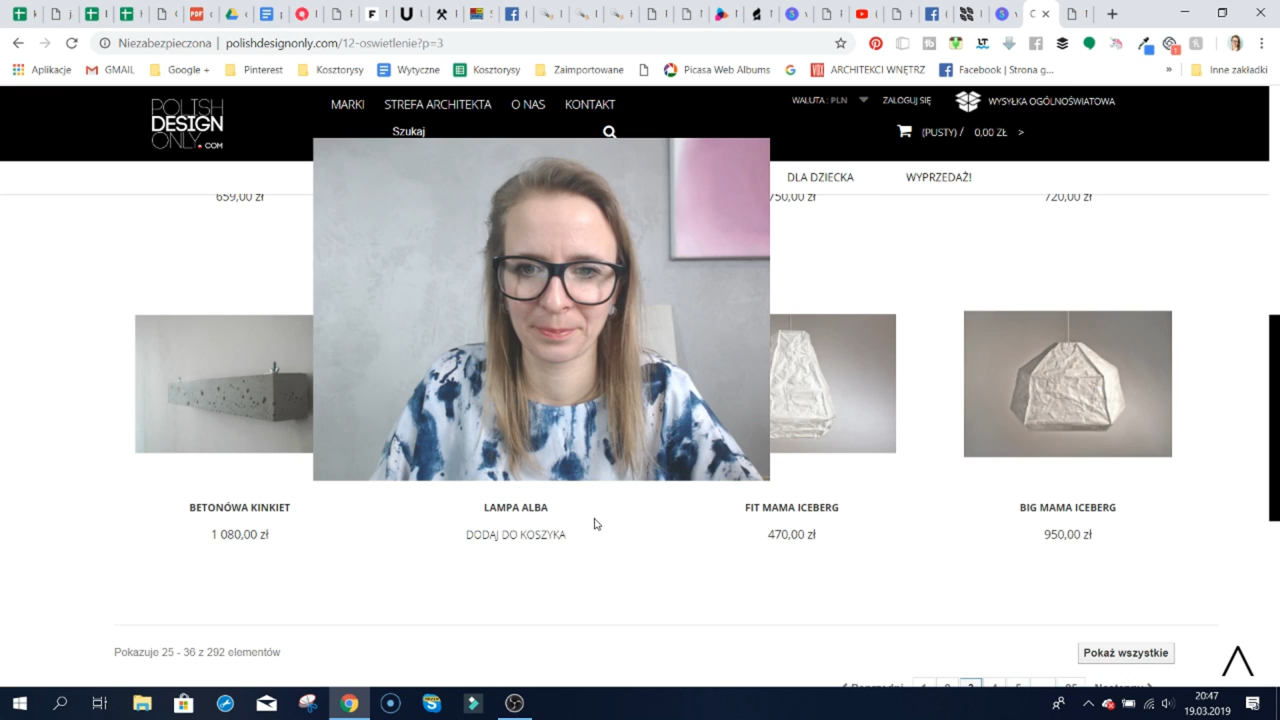 Niezabezpieczona | polishdesignonly.com/12-oswietlenie?p=3
Aplikacje GMAIL Google + Pinterest Kosztorysy Wytyczne Kosztorysy Zaimportowane Picasa Web Albums ARCHITEKCI WNĘTRZ Facebook | Strona g... » Inne zakładki
POLISH
DESIGN
ONLY.COM
MARKI STREFA ARCHITEKTA O NAS KONTAKT
WALUTA : PLN ZALOGUJ SIĘ WYSYŁKA OGÓLNOŚWIATOWA
Szukaj
(PUSTY) / 0,00 ZŁ >
DLA DZIECKA WYPRZEDAŻ!
659,00 zł 750,00 zł 720,00 zł
BETONÓWA KINKIET LAMPA ALBA FIT MAMA ICEBERG BIG MAMA ICEBERG
1 080,00 zł DODAJ DO KOSZYKA 470,00 zł 950,00 zł
Pokazuje 25 - 36 z 292 elementów
Pokaż wszystkie
20:47
19.03.2019